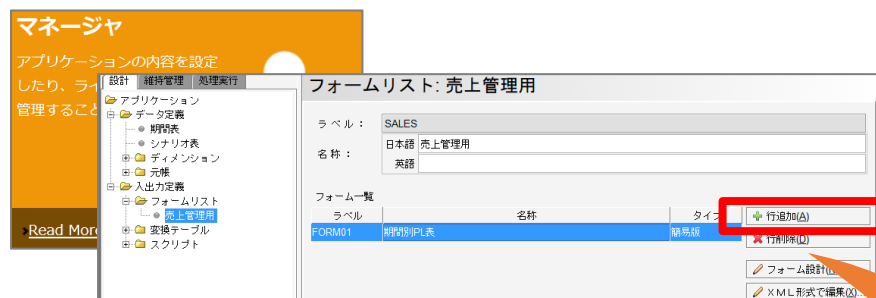 マネージャ
アプリケーションの内容を設定
したり、ライ
管理すること
Read More
設計 維持管理 処理実行
アプリケーション
データ定義
期間表
シナリオ表
ディメンション
元帳
入出力定義
フォームリスト
売上管理用
変換テーブル
スクリプト
フォームリスト: 売上管理用
ラベル: SALES
名称: 日本語 売上管理用
英語
フォーム一覧
ラベル 名称 タイプ
FORM01 期間別PL表 簡易版
行追加(A)
行削除(D)
フォーム設計
XML形式で編集(X)...